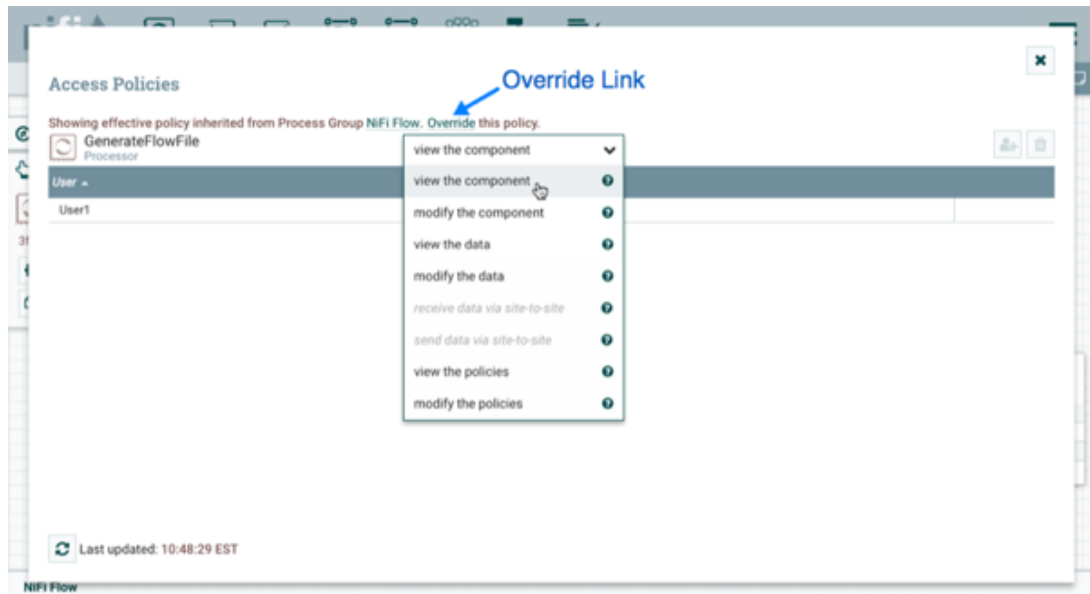 Override Link
Access Policies
Showing effective policy inherited from Process Group NiFi Flow. Override this policy.
GenerateFlowFile
Processor
view the component
User
view the component
User1
modify the component
view the data
modify the data
receive data via site-to-site
send data via site-to-site
view the policies
modify the policies
Last updated: 10:48:29 EST
NiFi Flow